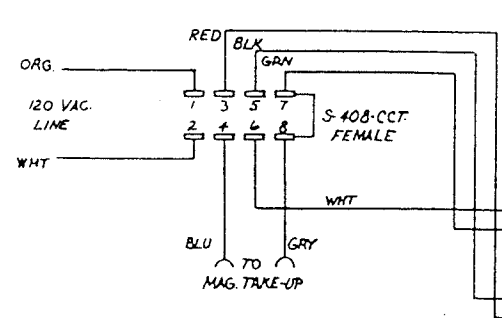 RED
BLK
GRN
ORG.
120 VAC.
LINE
1 3 5 7
2 4 6 8
S-408-CCT.
FEMALE
WHT
WHT
BLU
GRY
TO
MAG. TAKE-UP